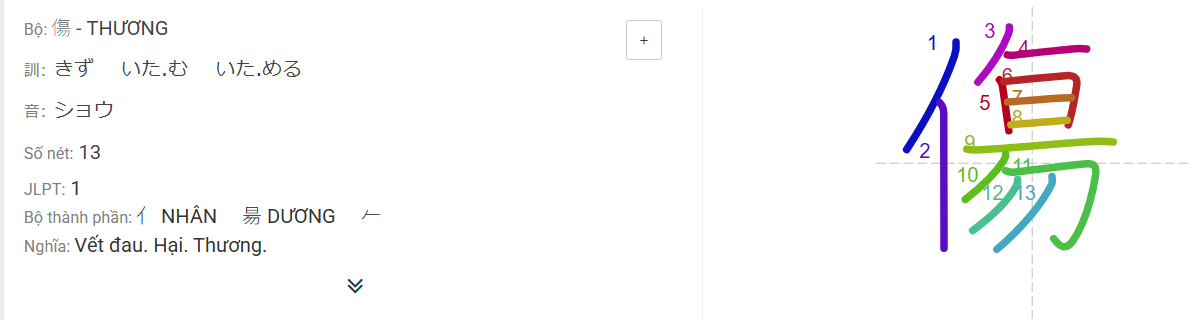 Bộ: 傷 - THƯƠNG
訓: きず いた.む いた.める
音: ショウ
Số nét: 13
JLPT: 1
Bộ thành phần: 亻 NHÂN 昜 DƯƠNG 𠂉
Nghĩa: Vết đau. Hại. Thương.
+
傷
1
2
3
4
5
6
7
8
9
10
11
12
13